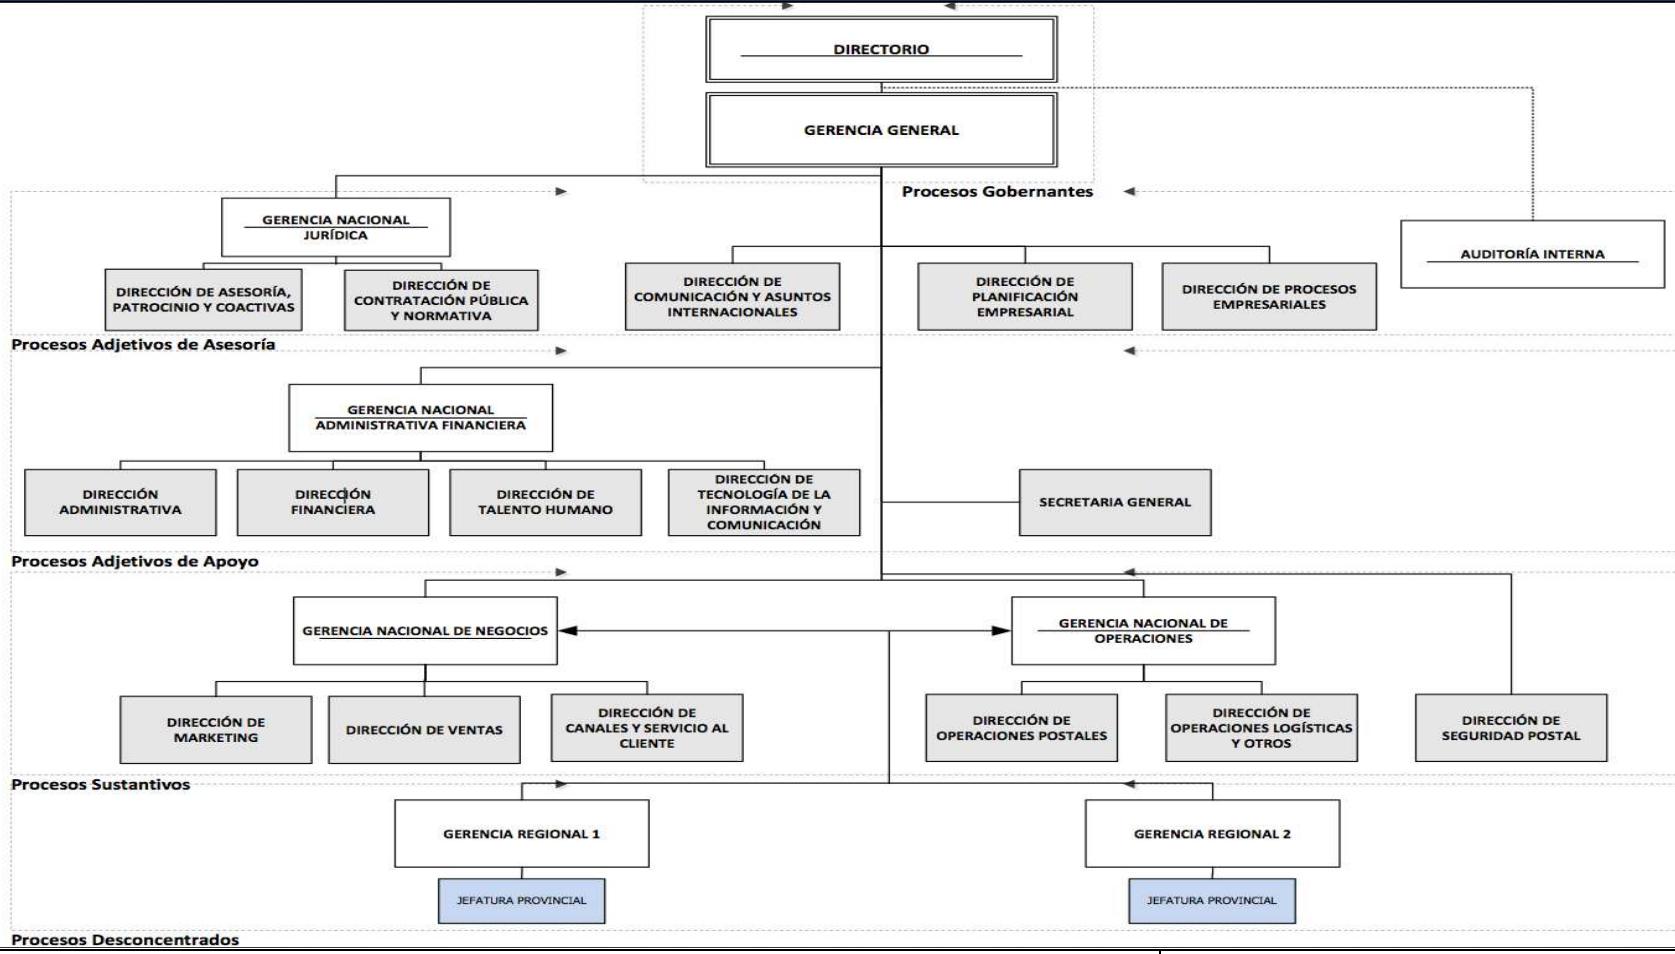 DIRECTORIO
GERENCIA GENERAL
Procesos Gobernantes
GERENCIA NACIONAL
JURÍDICA
AUDITORÍA INTERNA
DIRECCIÓN DE ASESORÍA,
PATROCINIO Y COACTIVAS
DIRECCIÓN DE
CONTRATACIÓN PÚBLICA
Y NORMATIVA
DIRECCIÓN DE
COMUNICACIÓN Y ASUNTOS
INTERNACIONALES
DIRECCIÓN DE
PLANIFICACIÓN
EMPRESARIAL
DIRECCIÓN DE PROCESOS
EMPRESARIALES
Procesos Adjetivos de Asesoría
GERENCIA NACIONAL
ADMINISTRATIVA FINANCIERA
DIRECCIÓN
ADMINISTRATIVA
DIRECCIÓN
FINANCIERA
DIRECCIÓN DE
TALENTO HUMANO
DIRECCIÓN DE
TECNOLOGÍA DE LA
INFORMACIÓN Y
COMUNICACIÓN
SECRETARIA GENERAL
Procesos Adjetivos de Apoyo
GERENCIA NACIONAL DE NEGOCIOS
GERENCIA NACIONAL DE
OPERACIONES
DIRECCIÓN DE
MARKETING
DIRECCIÓN DE VENTAS
DIRECCIÓN DE
CANALES Y SERVICIO AL
CLIENTE
DIRECCIÓN DE
OPERACIONES POSTALES
DIRECCIÓN DE
OPERACIONES LOGÍSTICAS
Y OTROS
DIRECCIÓN DE
SEGURIDAD POSTAL
Procesos Sustantivos
GERENCIA REGIONAL 1
GERENCIA REGIONAL 2
JEFATURA PROVINCIAL
JEFATURA PROVINCIAL
Procesos Desconcentrados